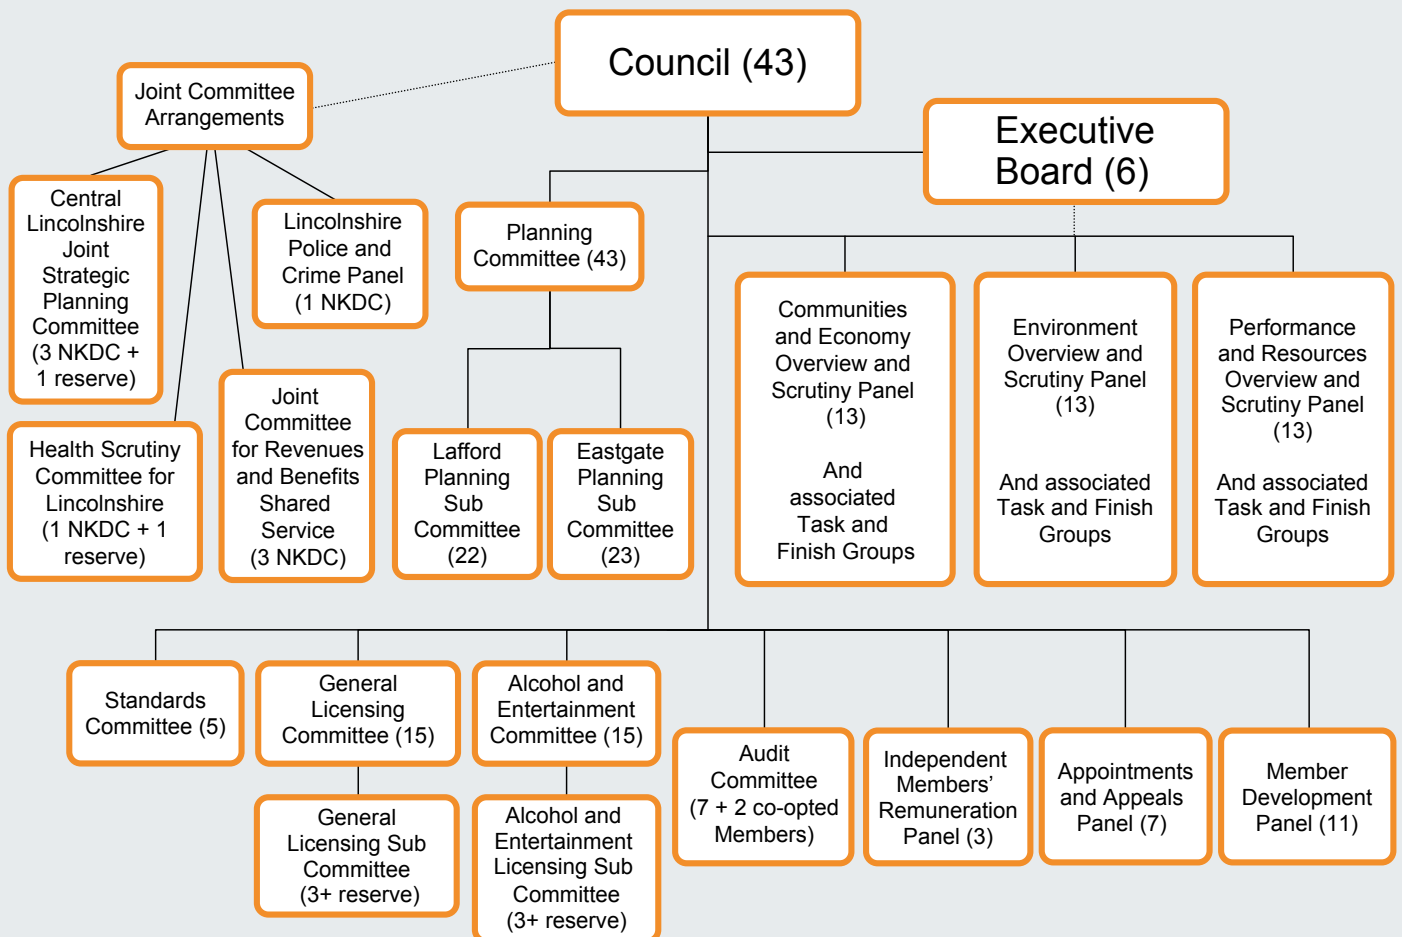 Council (43)
Joint Committee
Arrangements
Executive
Board (6)
Central
Lincolnshire
Joint
Strategic
Planning
Committee
(3 NKDC +
1 reserve)
Lincolnshire
Police and
Crime Panel
(1 NKDC)
Planning
Committee (43)
Health Scrutiny
Committee for
Lincolnshire
(1 NKDC + 1
reserve)
Joint
Committee
for Revenues
and Benefits
Shared
Service
(3 NKDC)
Lafford
Planning
Sub
Committee
(22)
Eastgate
Planning
Sub
Committee
(23)
Communities
and Economy
Overview and
Scrutiny Panel
(13)
And
associated
Task and
Finish Groups
Environment
Overview and
Scrutiny Panel
(13)
And associated
Task and Finish
Groups
Performance
and Resources
Overview and
Scrutiny Panel
(13)
And associated
Task and Finish
Groups
Standards
Committee (5)
General
Licensing
Committee (15)
Alcohol and
Entertainment
Committee (15)
Audit
Committee
(7 + 2 co-opted
Members)
Independent
Members’
Remuneration
Panel (3)
Appointments
and Appeals
Panel (7)
Member
Development
Panel (11)
General
Licensing Sub
Committee
(3+ reserve)
Alcohol and
Entertainment
Licensing Sub
Committee
(3+ reserve)